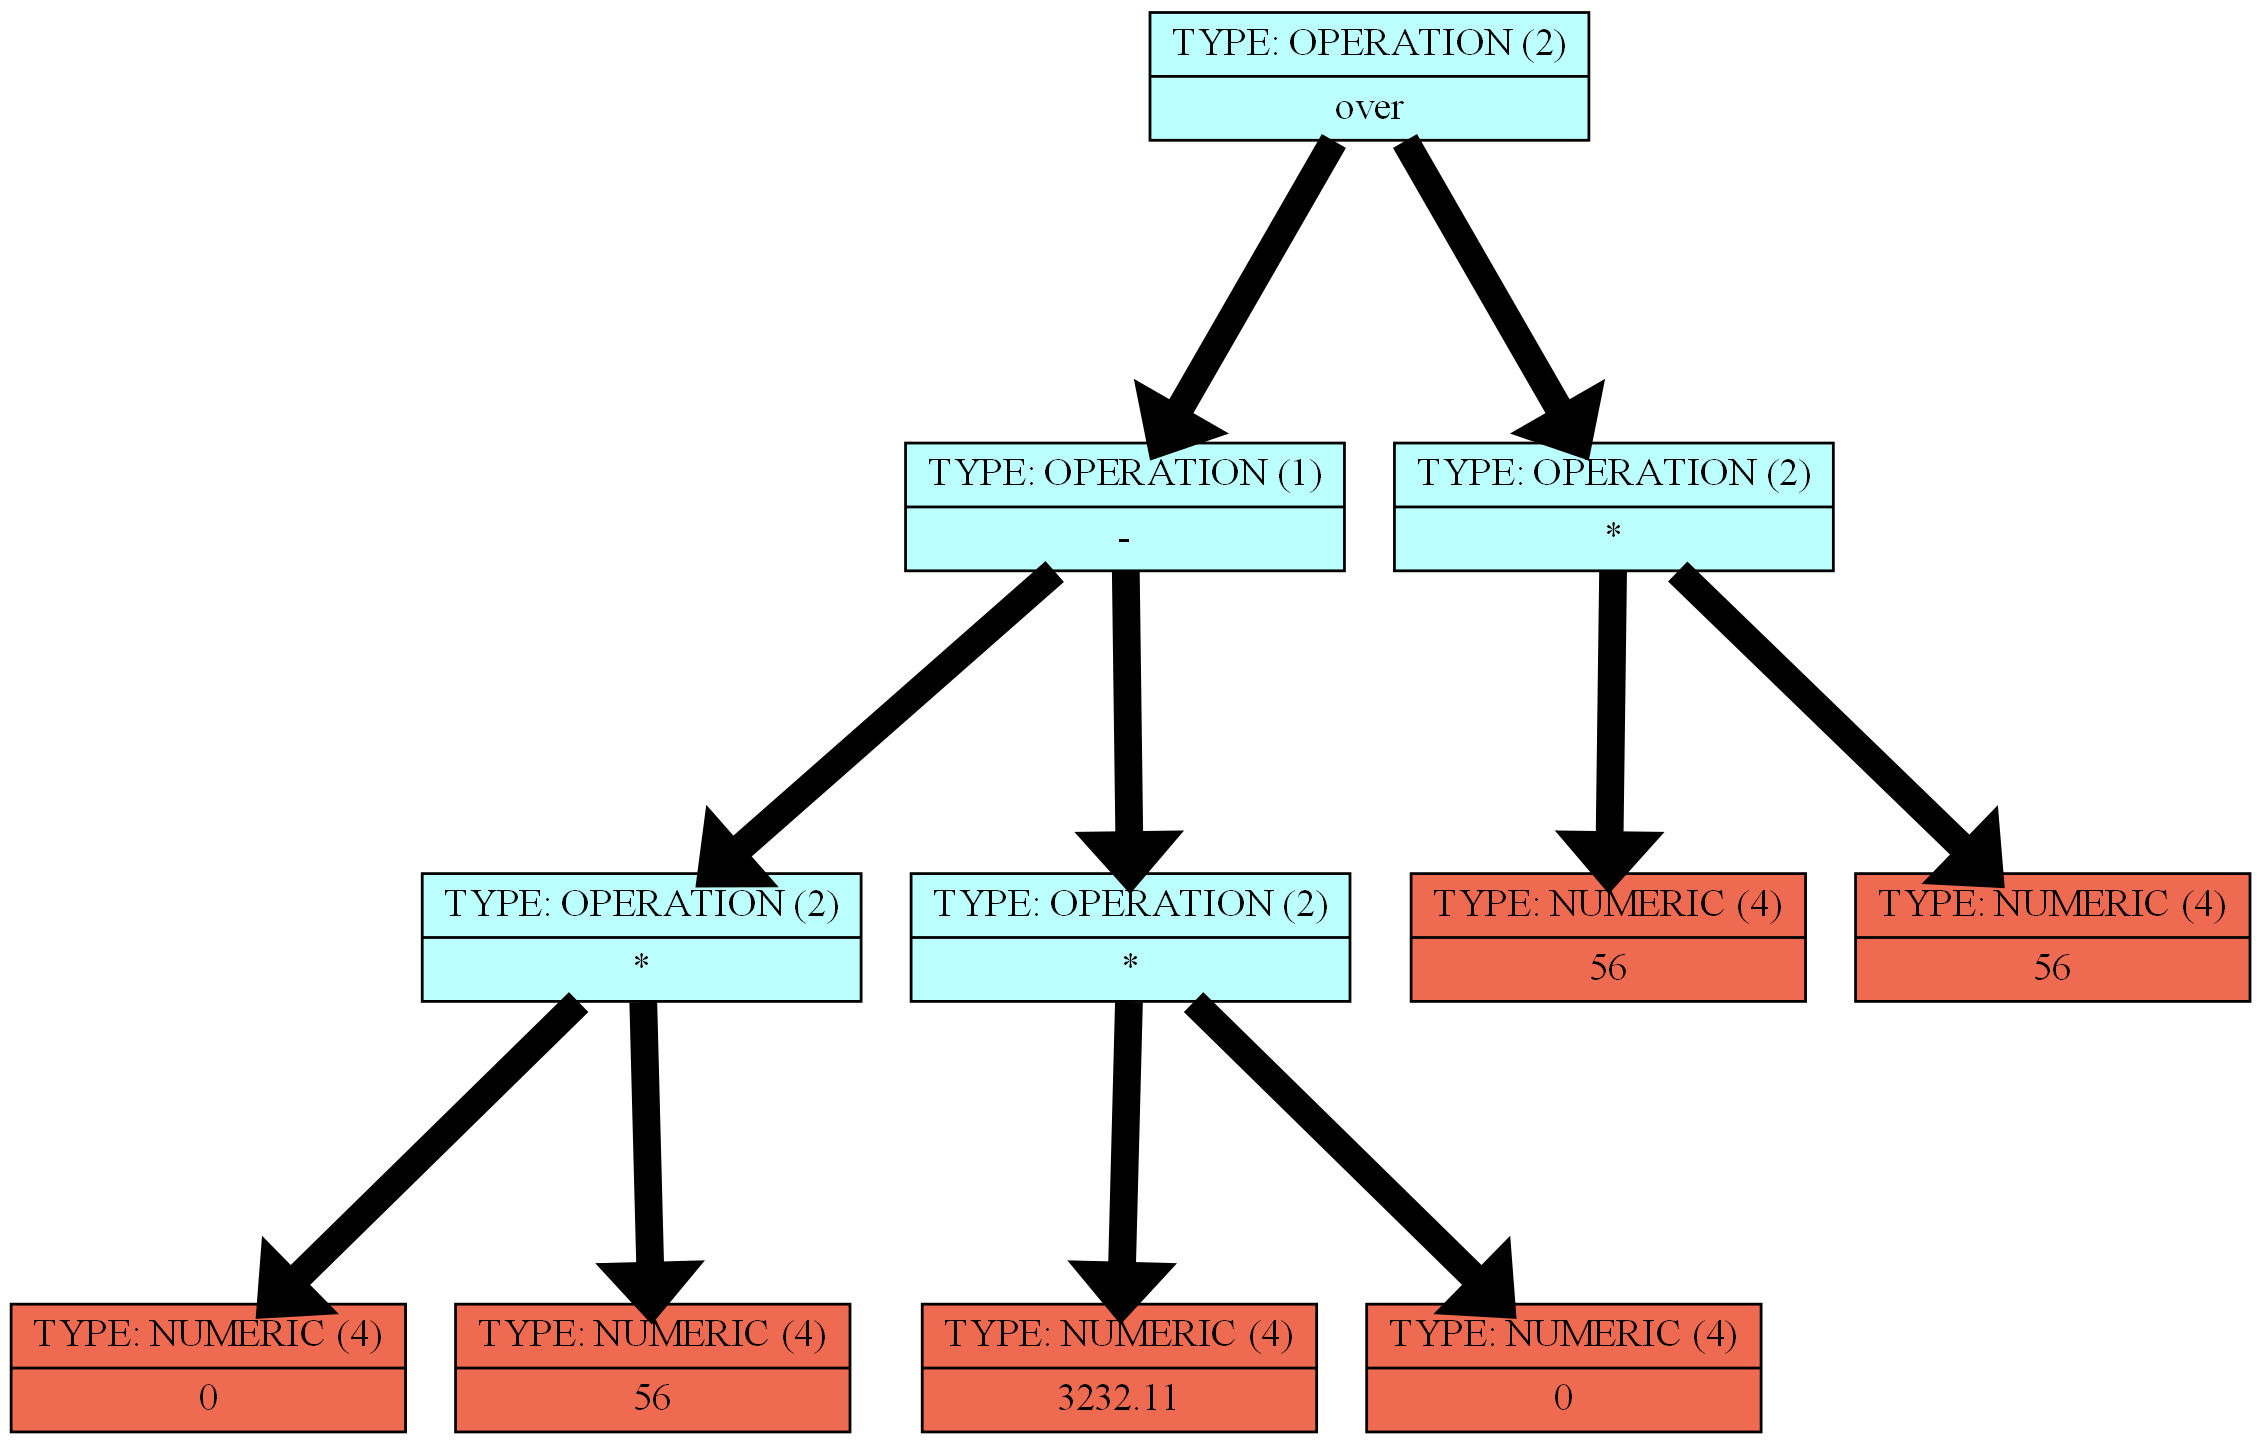 TYPE: OPERATION (2)
over
TYPE: OPERATION (1)
-
TYPE: OPERATION (2)
*
TYPE: OPERATION (2)
*
TYPE: OPERATION (2)
*
TYPE: NUMERIC (4)
56
TYPE: NUMERIC (4)
56
TYPE: NUMERIC (4)
0
TYPE: NUMERIC (4)
56
TYPE: NUMERIC (4)
3232.11
TYPE: NUMERIC (4)
0